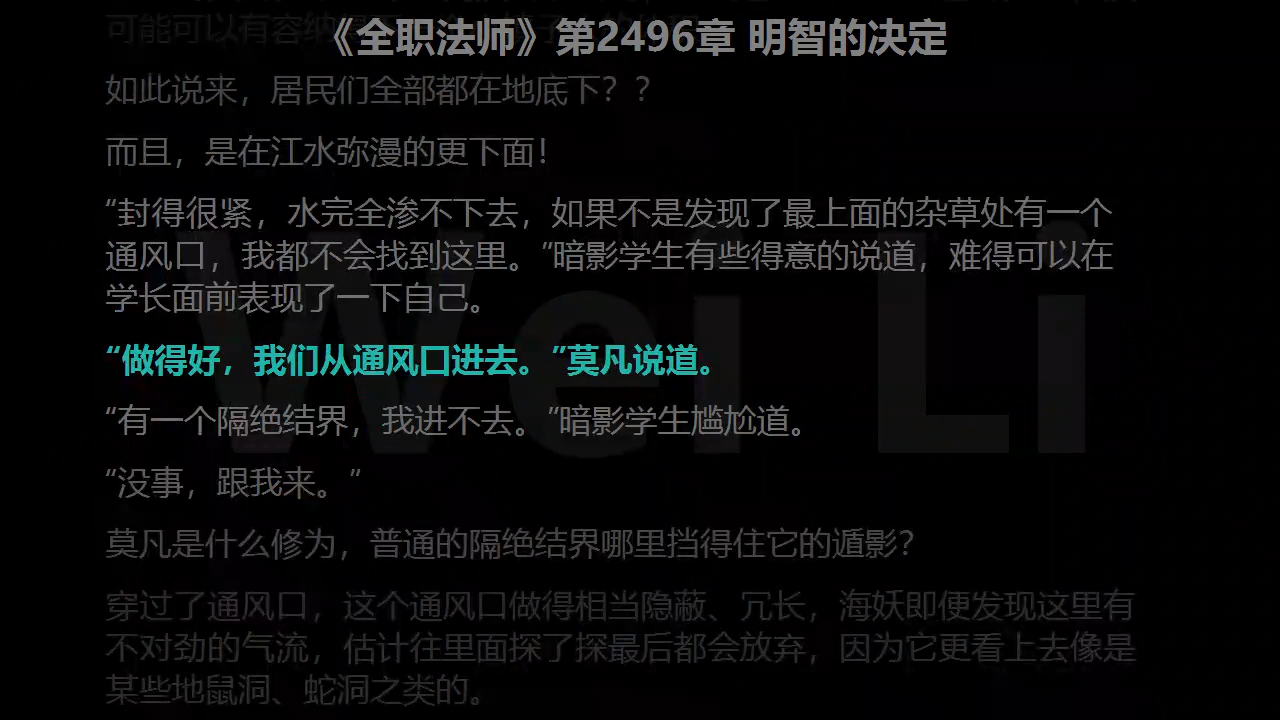 《全职法师》第2496章 明智的决定
可能可以有容纳
如此说来，居民们全部都在地底下？？
而且，是在江水弥漫的更下面！
“封得很紧，水完全渗不下去，如果不是发现了最上面的杂草处有一个
通风口，我都不会找到这里。”暗影学生有些得意的说道，难得可以在
学长面前表现了一下自己。
“做得好，我们从通风口进去。”莫凡说道。
“有一个隔绝结界，我进不去。”暗影学生尴尬道。
“没事，跟我来。”
莫凡是什么修为，普通的隔绝结界哪里挡得住它的遁影？
穿过了通风口，这个通风口做得相当隐蔽、冗长，海妖即便发现这里有
不对劲的气流，估计往里面探了探最后都会放弃，因为它更看上去像是
某些地鼠洞、蛇洞之类的。
Wei Li